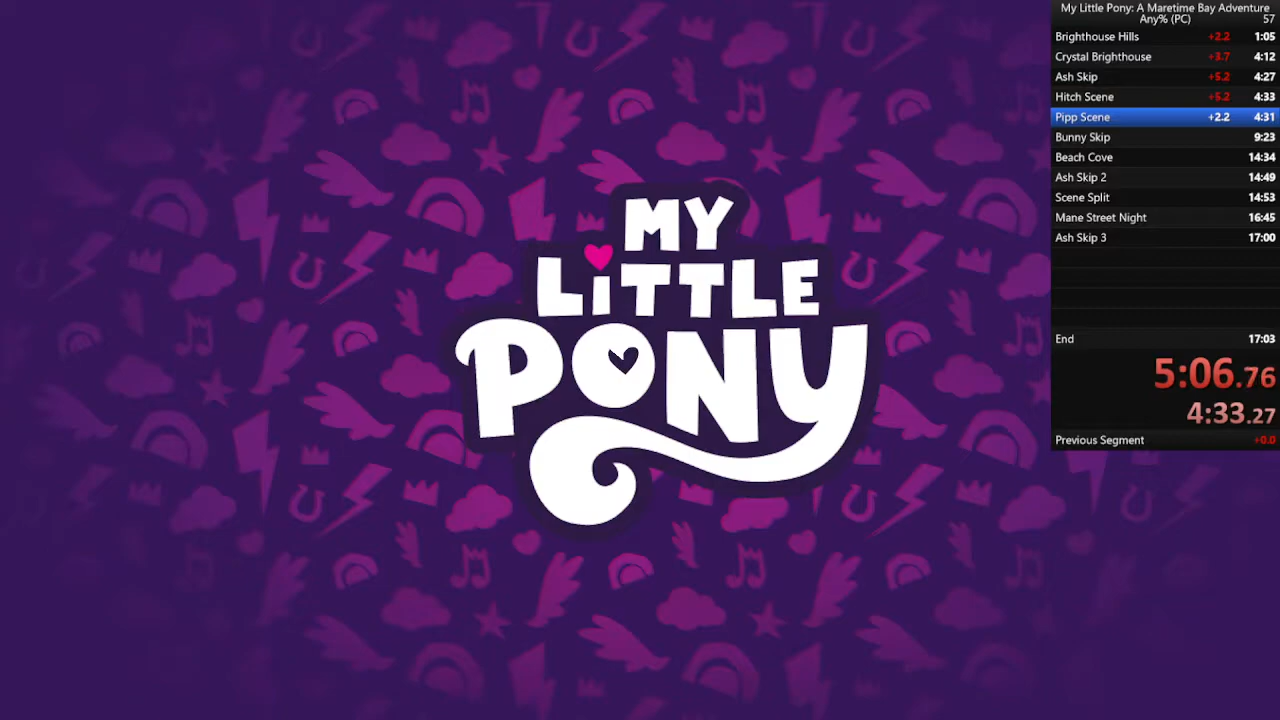 MY
LiTTLE
PONY
My Little Pony: A Maretime Bay Adventure
Any% (PC) 57
Brighthouse Hills +2.2 1:05
Crystal Brighthouse +3.7 4:12
Ash Skip +5.2 4:27
Hitch Scene +5.2 4:33
Pipp Scene +2.2 4:31
Bunny Skip 9:23
Beach Cove 14:34
Ash Skip 2 14:49
Scene Split 14:53
Mane Street Night 16:45
Ash Skip 3 17:00
End 17:03
5:06.76
4:33.27
Previous Segment +0.0